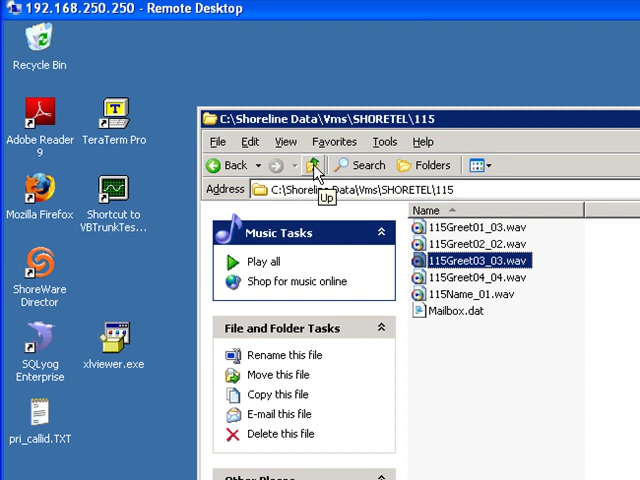 192.168.250.250 - Remote Desktop
Recycle Bin
Adobe Reader
9
TeraTerm Pro
Mozilla Firefox
Shortcut to
VBTrunkTes...
ShoreWare
Director
SQLyog
Enterprise
xlviewer.exe
pri_callid.TXT
C:\Shoreline Data\Vms\SHORETEL\115
File Edit View Favorites Tools Help
Back Search Folders
Address C:\Shoreline Data\Vms\SHORETEL\115
Up
Music Tasks
Play all
Shop for music online
File and Folder Tasks
Rename this file
Move this file
Copy this file
E-mail this file
Delete this file
Other Places
Name
115Greet01_03.wav
115Greet02_02.wav
115Greet03_03.wav
115Greet04_04.wav
115Name_01.wav
Mailbox.dat